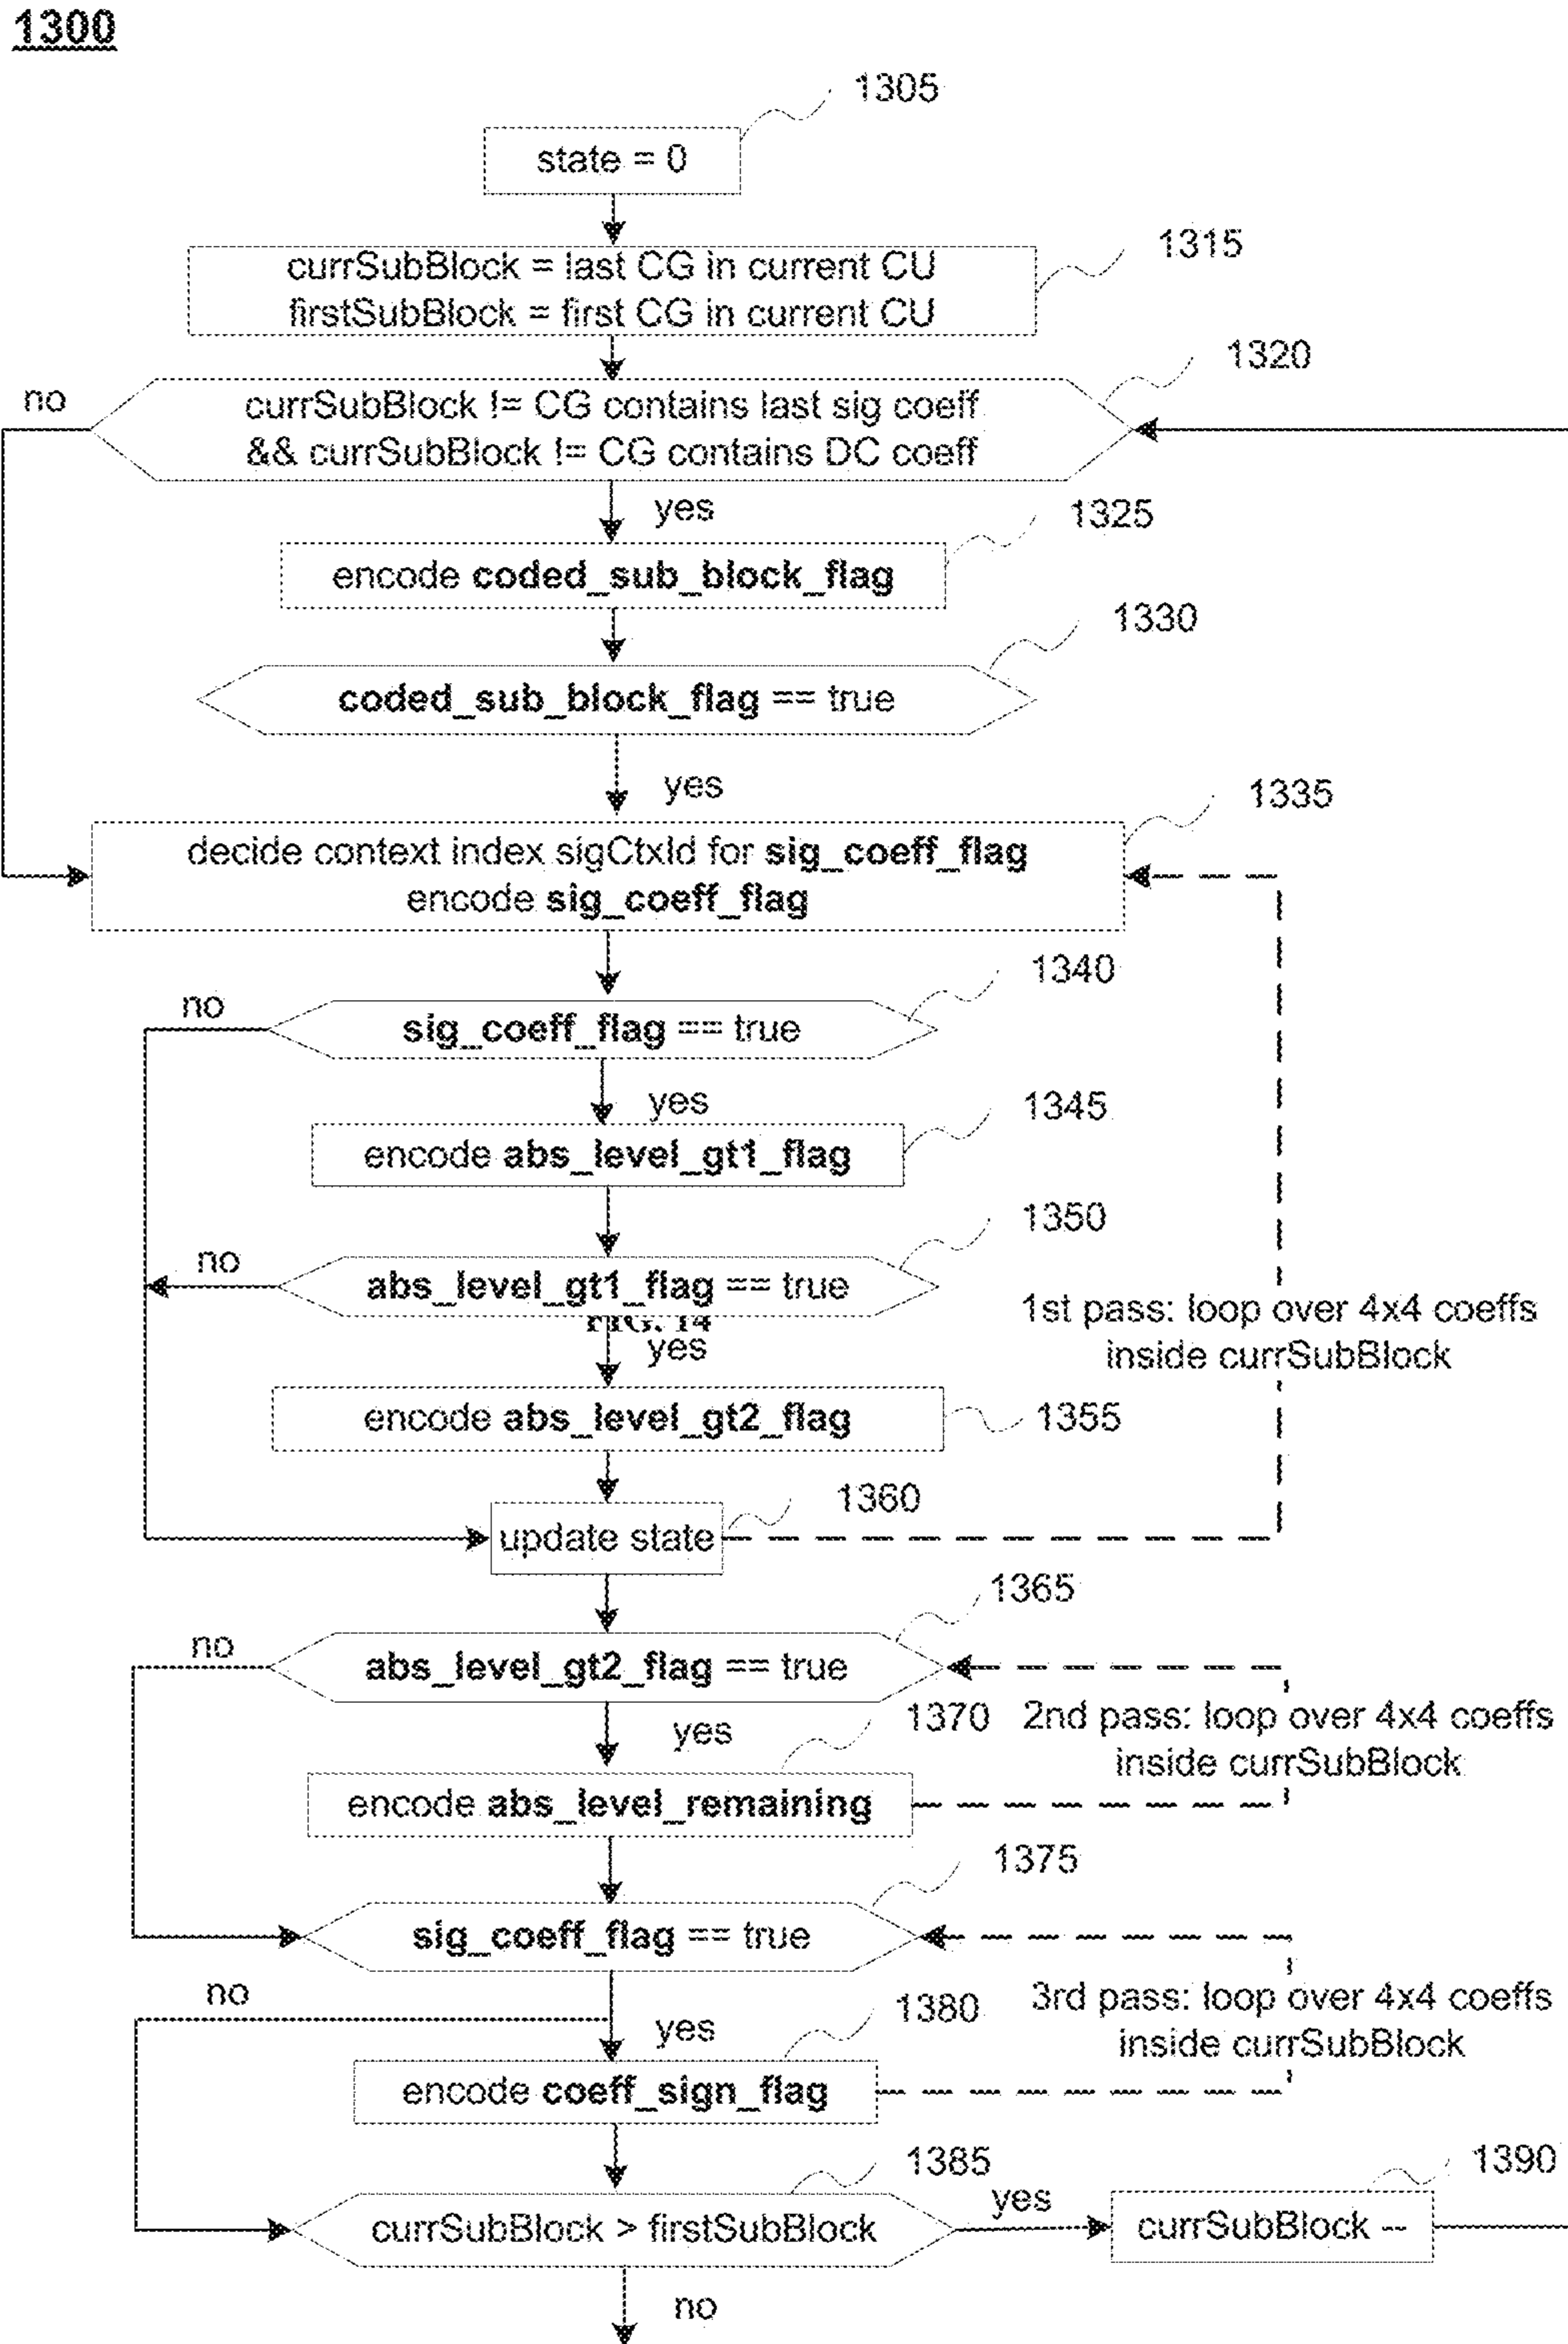 1300
1305
state = 0
1315
currSubBlock = last CG in current CU
firstSubBlock = first CG in current CU
1320
no
currSubBlock != CG contains last sig coeff
&& currSubBlock != CG contains DC coeff
yes
1325
encode coded_sub_block_flag
1330
coded_sub_block_flag == true
yes
1335
decide context index sigCtxId for sig_coeff_flag
encode sig_coeff_flag
1340
no
sig_coeff_flag == true
yes
1345
encode abs_level_gt1_flag
1350
no
abs_level_gt1_flag == true
FIG. 14
yes
1st pass: loop over 4x4 coeffs
inside currSubBlock
encode abs_level_gt2_flag
1355
1360
update state
1365
no
abs_level_gt2_flag == true
yes
1370
2nd pass: loop over 4x4 coeffs
inside currSubBlock
encode abs_level_remaining
1375
sig_coeff_flag == true
no
yes
1380
3rd pass: loop over 4x4 coeffs
inside currSubBlock
encode coeff_sign_flag
1385
1390
currSubBlock > firstSubBlock
yes
currSubBlock --
no